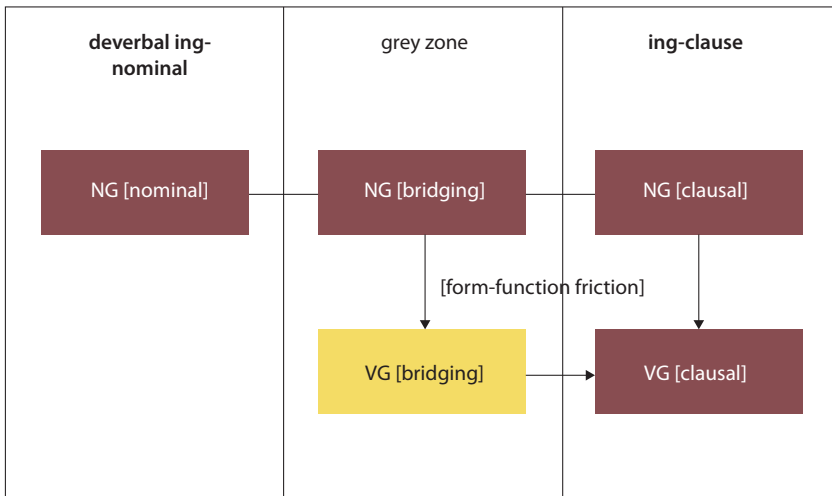 deverbal ing-
nominal
grey zone
ing-clause
NG [nominal]
NG [bridging]
NG [clausal]
[form-function friction]
VG [bridging]
VG [clausal]